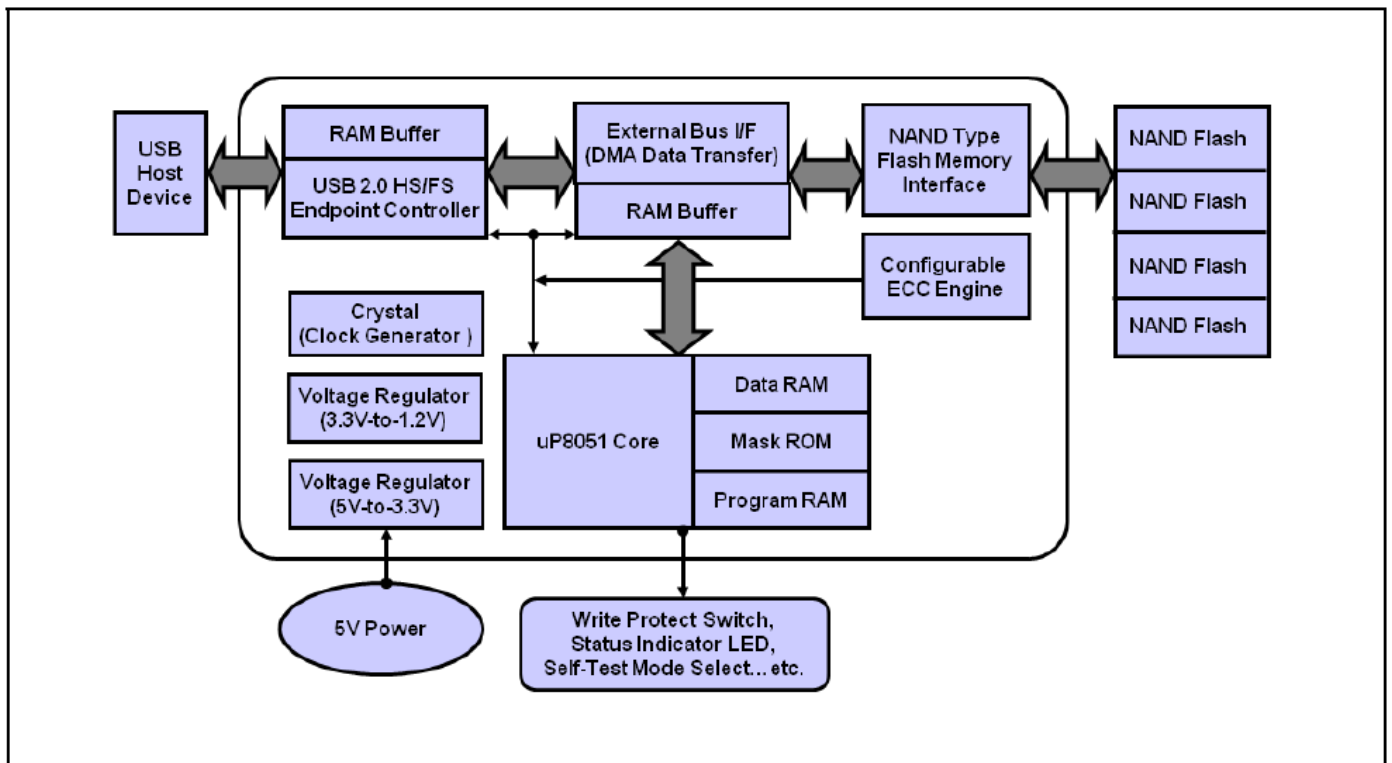 USB
Host
Device
RAM Buffer
USB 2.0 HS/FS
Endpoint Controller
External Bus I/F
(DMA Data Transfer)
RAM Buffer
NAND Type
Flash Memory
Interface
NAND Flash
NAND Flash
NAND Flash
NAND Flash
Configurable
ECC Engine
Crystal
(Clock Generator )
Voltage Regulator
(3.3V-to-1.2V)
Voltage Regulator
(5V-to-3.3V)
uP8051 Core
Data RAM
Mask ROM
Program RAM
5V Power
Write Protect Switch,
Status Indicator LED,
Self-Test Mode Select... etc.